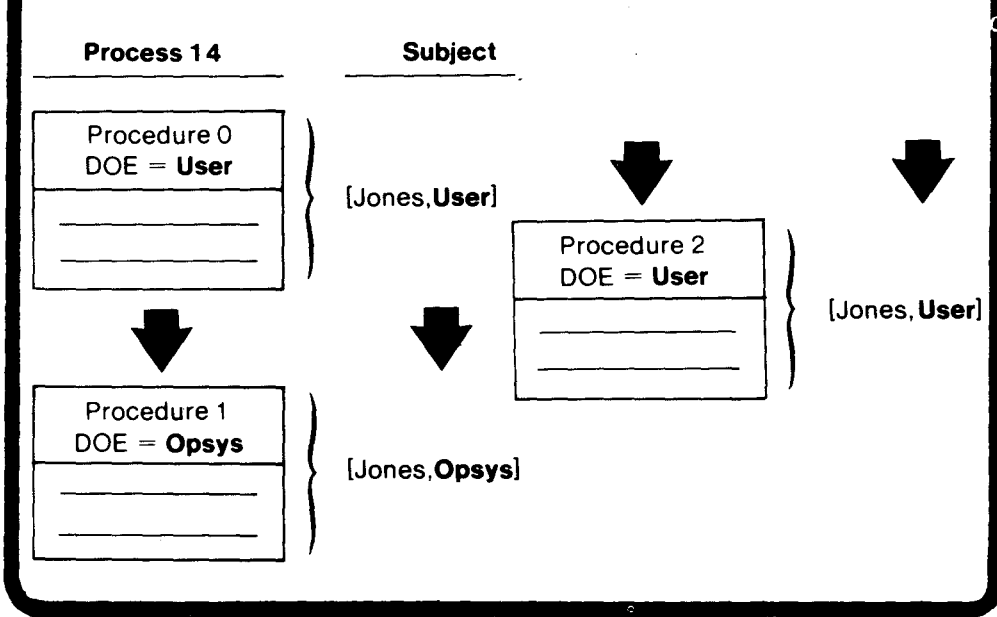 Process 14
Subject
Procedure 0
DOE = User
[Jones,User]
Procedure 1
DOE = Opsys
[Jones,Opsys]
Procedure 2
DOE = User
[Jones, User]